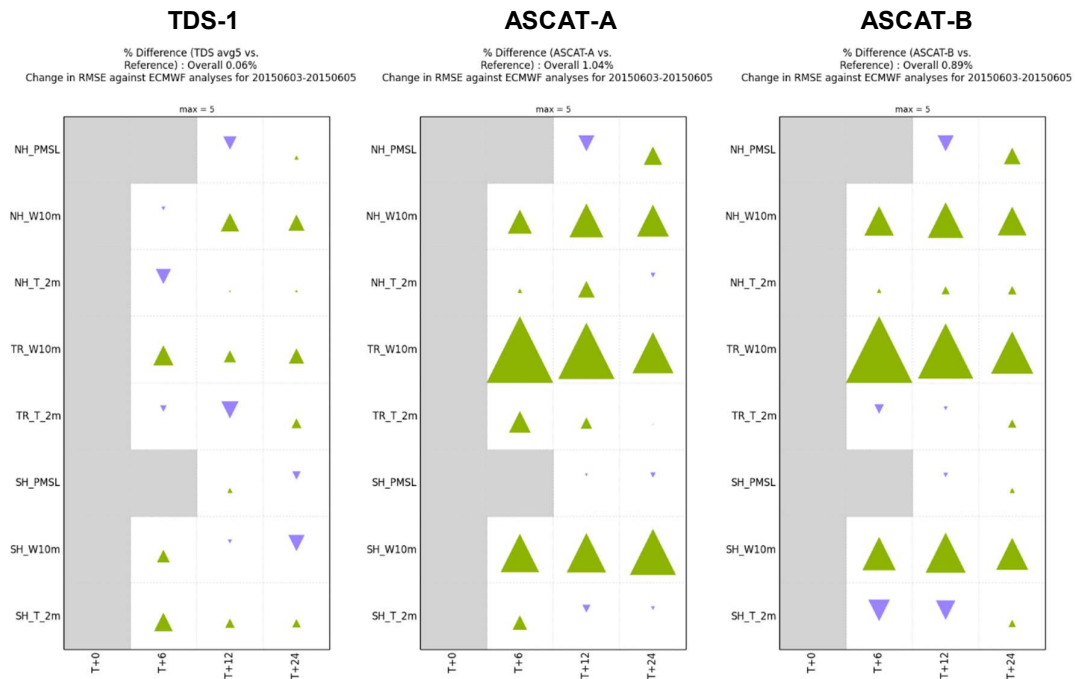 TDS-1
% Difference (TDS avg5 vs.
Reference) : Overall 0.06%
Change in RMSE against ECMWF analyses for 20150603-20150605
max = 5
NH_PMSL
NH_W10m
NH_T_2m
TR_W10m
TR_T_2m
SH_PMSL
SH_W10m
SH_T_2m
T+0
T+6
T+12
T+24
ASCAT-A
% Difference (ASCAT-A vs.
Reference) : Overall 1.04%
Change in RMSE against ECMWF analyses for 20150603-20150605
max = 5
NH_PMSL
NH_W10m
NH_T_2m
TR_W10m
TR_T_2m
SH_PMSL
SH_W10m
SH_T_2m
T+0
T+6
T+12
T+24
ASCAT-B
% Difference (ASCAT-B vs.
Reference) : Overall 0.89%
Change in RMSE against ECMWF analyses for 20150603-20150605
max = 5
NH_PMSL
NH_W10m
NH_T_2m
TR_W10m
TR_T_2m
SH_PMSL
SH_W10m
SH_T_2m
T+0
T+6
T+12
T+24